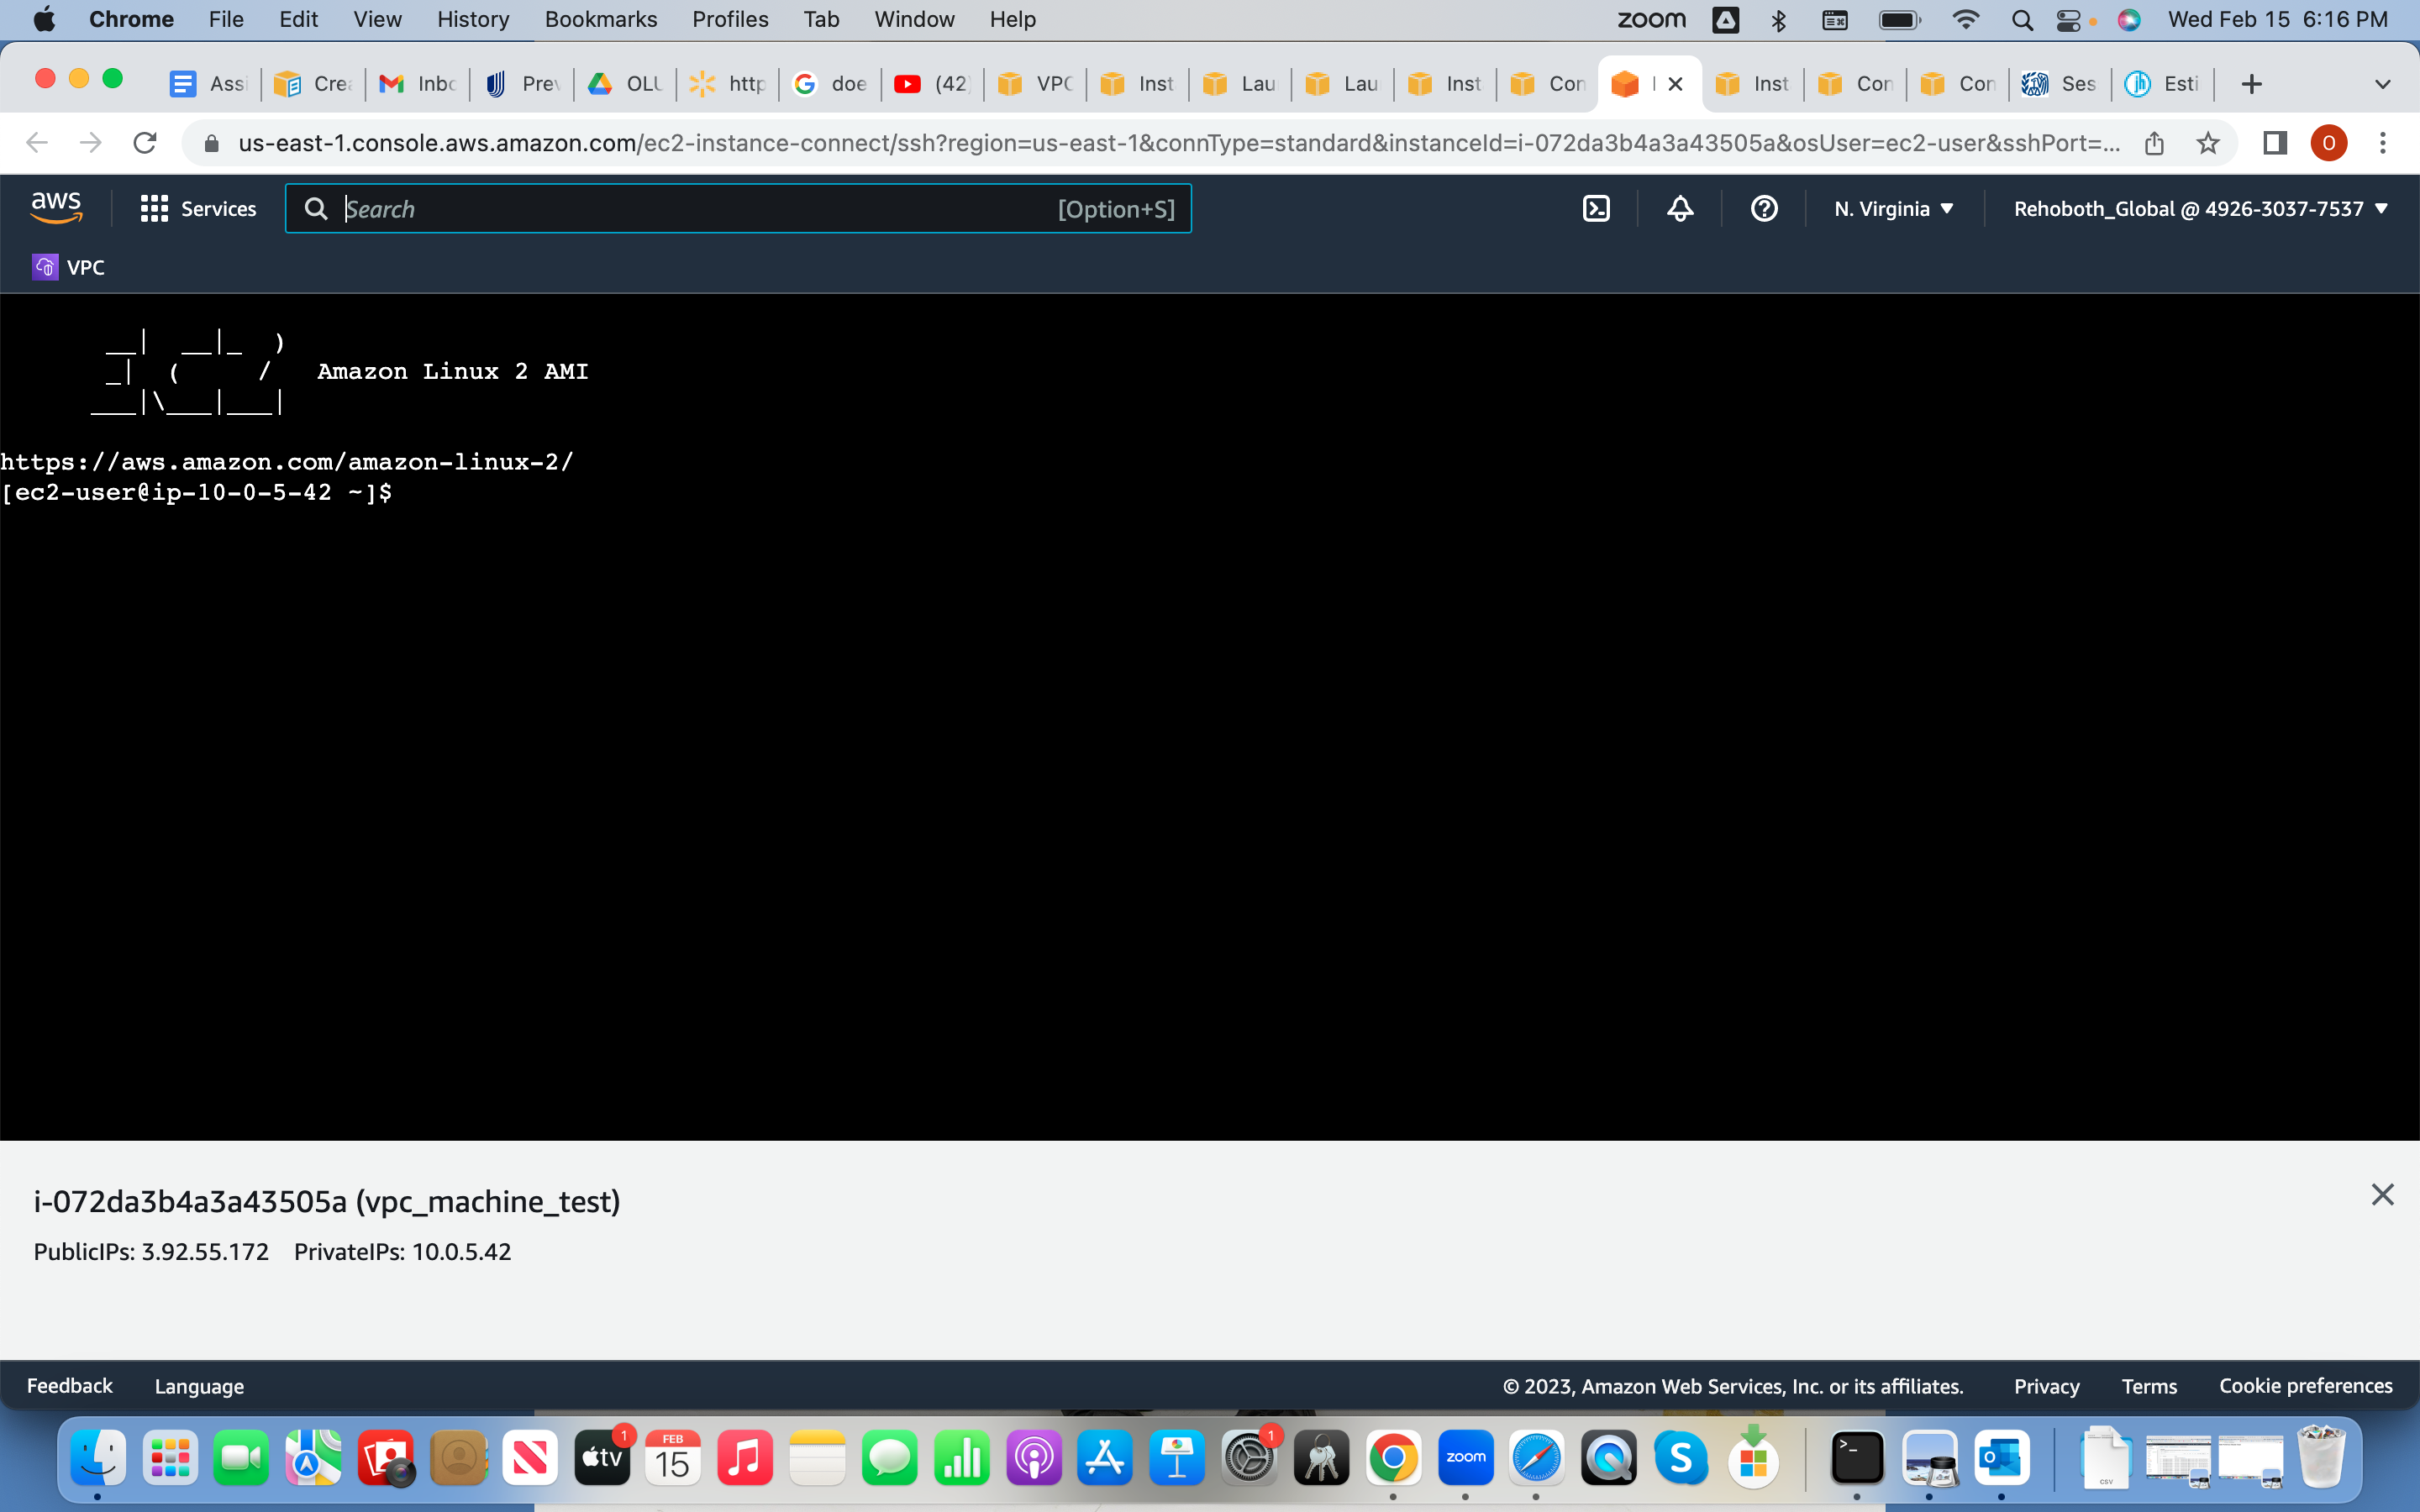 Chrome File Edit View History Bookmarks Profiles Tab Window Help zoom Wed Feb 15 6:16 PM
Assi Crea Inbo Prev OLL http doe (42) VPC Inst Lau Lau Inst Con Inst Con Con Ses Esti
us-east-1.console.aws.amazon.com/ec2-instance-connect/ssh?region=us-east-1&connType=standard&instanceId=i-072da3b4a3a43505a&osUser=ec2-user&sshPort=... O
aws Services Search [Option+S] N. Virginia Rehoboth_Global @ 4926-3037-7537
VPC
__| __|_ )
_| ( / Amazon Linux 2 AMI
___|\___|___|
https://aws.amazon.com/amazon-linux-2/
[ec2-user@ip-10-0-5-42 ~]$
i-072da3b4a3a43505a (vpc_machine_test)
PublicIPs: 3.92.55.172 PrivateIPs: 10.0.5.42
Feedback Language © 2023, Amazon Web Services, Inc. or its affiliates. Privacy Terms Cookie preferences
1 FEB 1
tv 15 zoom S >_ O CSV